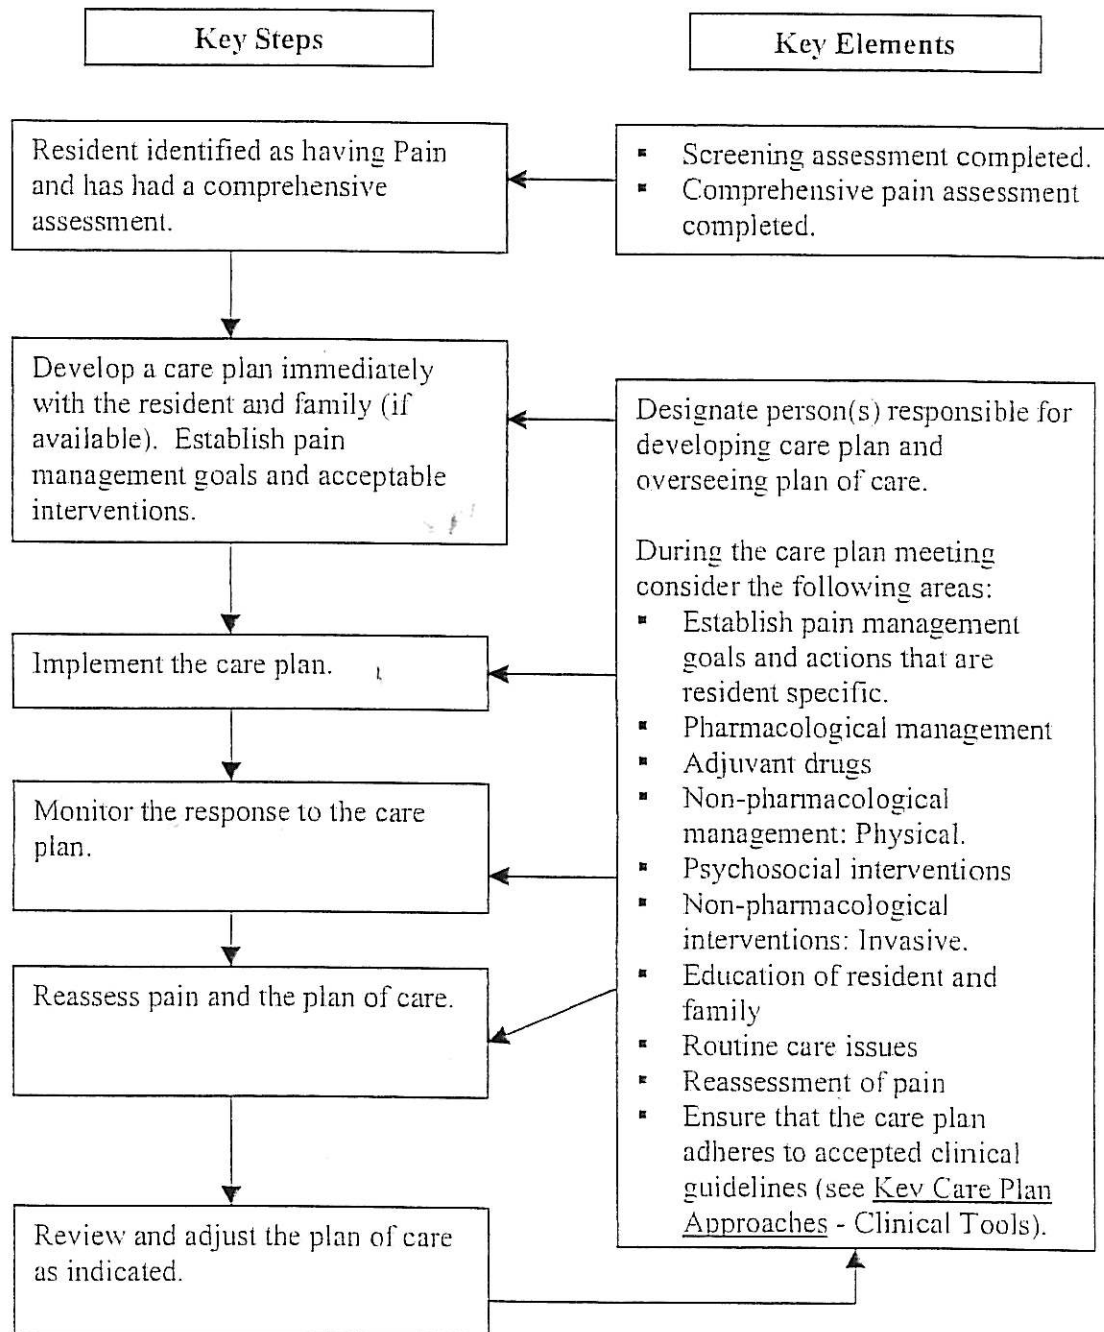 Key Steps
Key Elements
Resident identified as having Pain
and has had a comprehensive
assessment.
▪ Screening assessment completed.
▪ Comprehensive pain assessment
completed.
Develop a care plan immediately
with the resident and family (if
available). Establish pain
management goals and acceptable
interventions.
Implement the care plan.
Monitor the response to the care
plan.
Reassess pain and the plan of care.
Review and adjust the plan of care
as indicated.
Designate person(s) responsible for
developing care plan and
overseeing plan of care.
During the care plan meeting
consider the following areas:
▪ Establish pain management
goals and actions that are
resident specific.
▪ Pharmacological management
▪ Adjuvant drugs
▪ Non-pharmacological
management: Physical.
▪ Psychosocial interventions
▪ Non-pharmacological
interventions: Invasive.
▪ Education of resident and
family
▪ Routine care issues
▪ Reassessment of pain
▪ Ensure that the care plan
adheres to accepted clinical
guidelines (see Key Care Plan
Approaches - Clinical Tools).